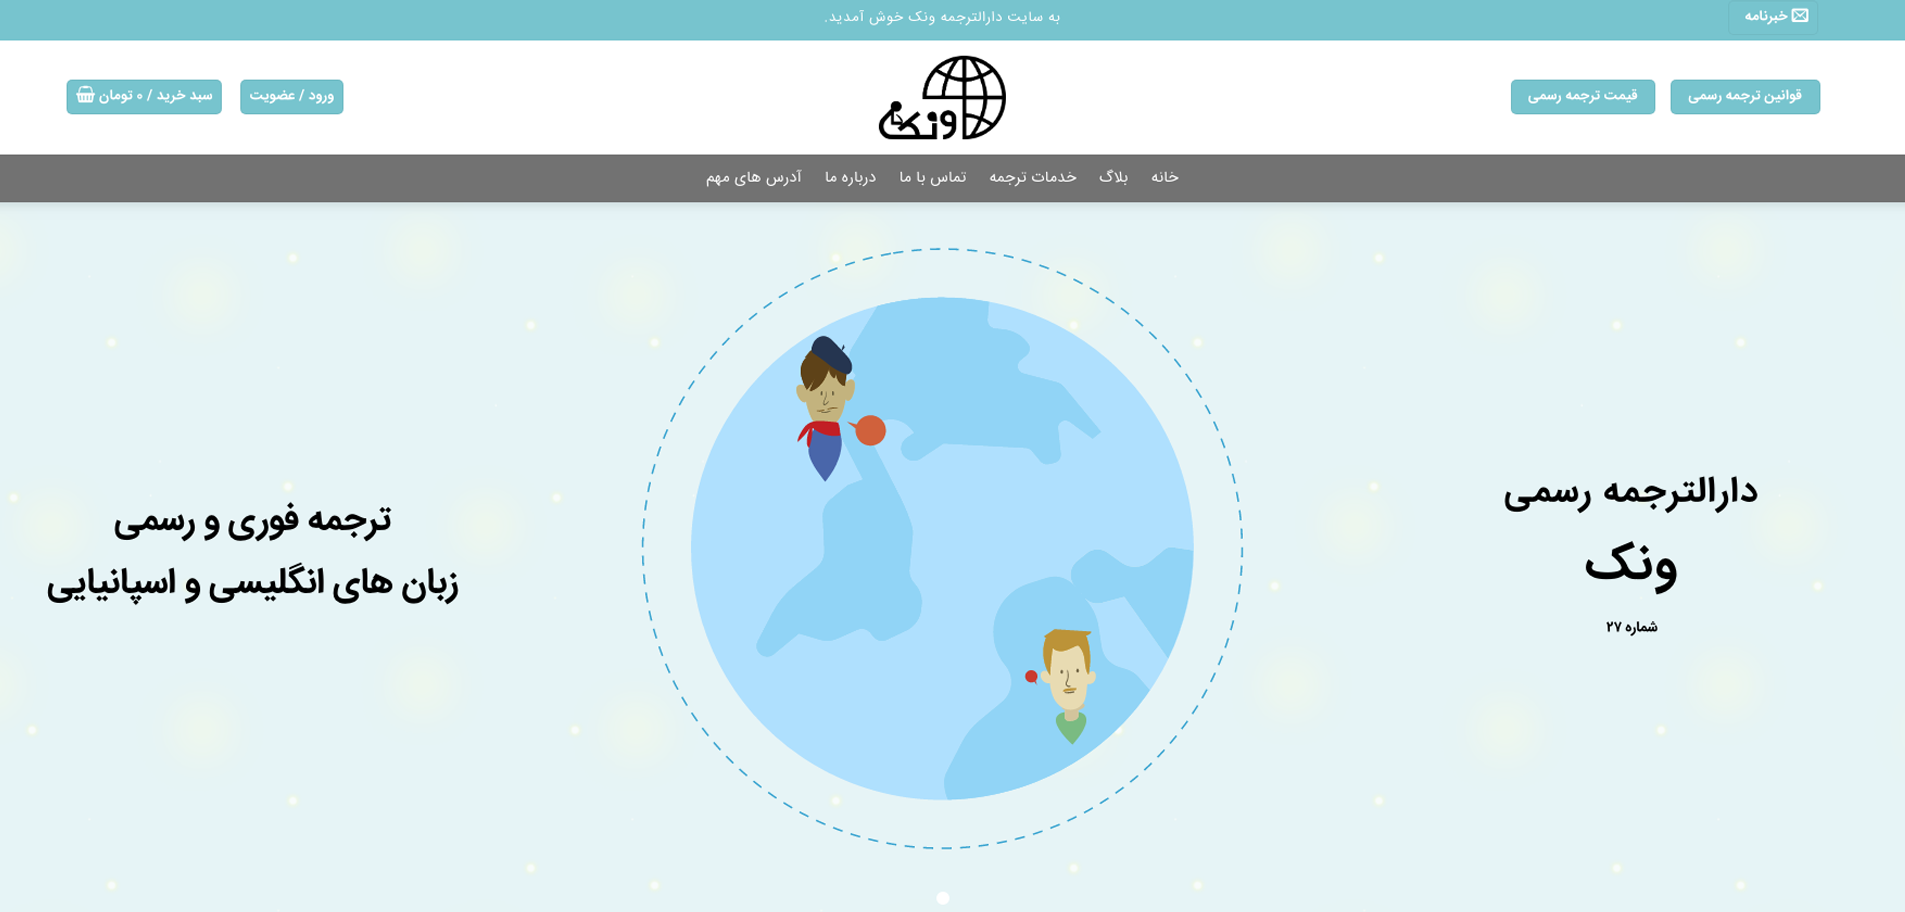 خبرنامه
به سایت دارالترجمه ونک خوش آمدید.
قوانین ترجمه رسمی
قیمت ترجمه رسمی
ونک
ورود / عضویت
سبد خرید / ۰ تومان
خانه بلاگ خدمات ترجمه تماس با ما درباره ما آدرس های مهم
دارالترجمه رسمی
ونک
شماره ۲۷
ترجمه فوری و رسمی
زبان های انگلیسی و اسپانیایی